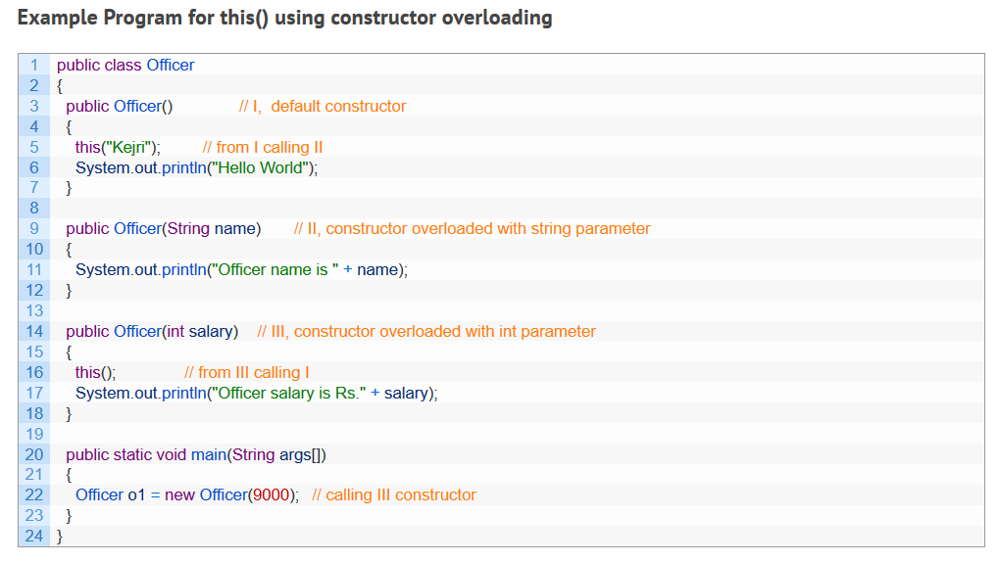 Example Program for this() using constructor overloading
1 public class Officer
2 {
3 public Officer() // I, default constructor
4 {
5 this("Kejri"); // from I calling II
6 System.out.println("Hello World");
7 }
8
9 public Officer(String name) // II, constructor overloaded with string parameter
10 {
11 System.out.println("Officer name is " + name);
12 }
13
14 public Officer(int salary) // III, constructor overloaded with int parameter
15 {
16 this(); // from III calling I
17 System.out.println("Officer salary is Rs." + salary);
18 }
19
20 public static void main(String args[])
21 {
22 Officer o1 = new Officer(9000); // calling III constructor
23 }
24 }